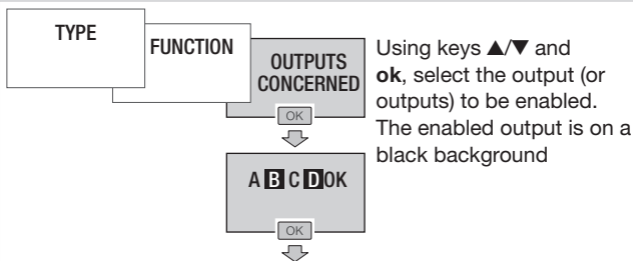 TYPE
FUNCTION
OUTPUTS
CONCERNED
OK
Using keys ▲/▼ and
ok, select the output (or
outputs) to be enabled.
The enabled output is on a
black background
A B C D OK
OK